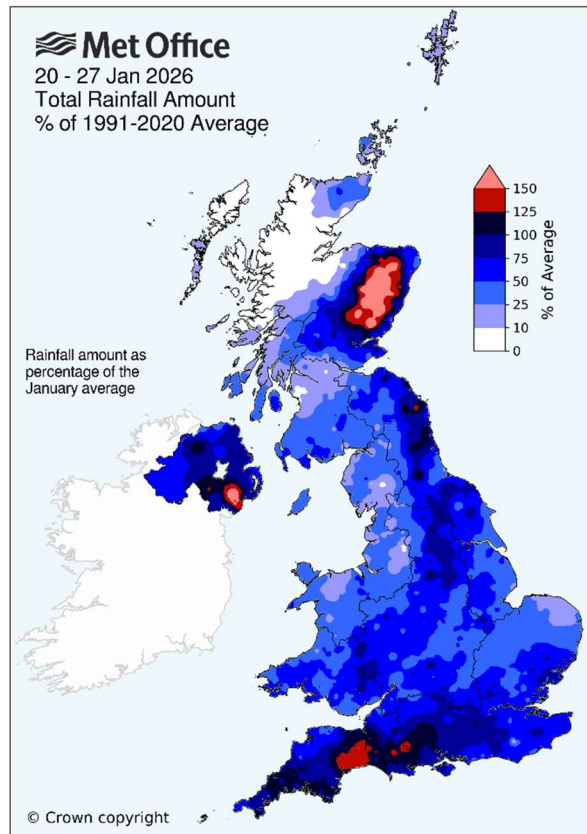 Met Office
20 - 27 Jan 2026
Total Rainfall Amount
% of 1991-2020 Average
150
125
100
75
50
25
10
0
% of Average
Rainfall amount as
percentage of the
January average
© Crown copyright